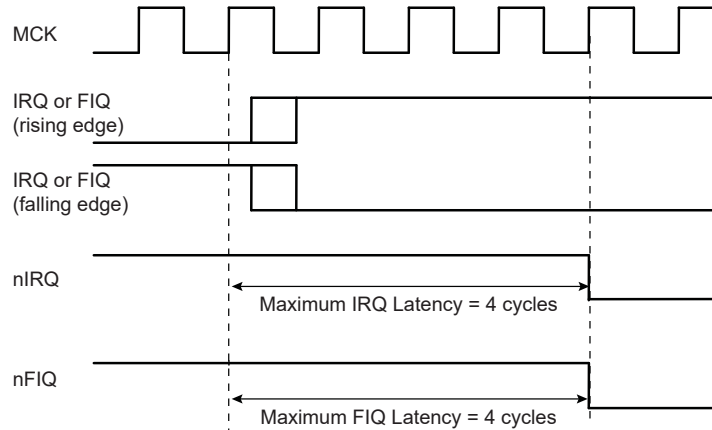 MCK
IRQ or FIQ
(rising edge)
IRQ or FIQ
(falling edge)
nIRQ
Maximum IRQ Latency = 4 cycles
nFIQ
Maximum FIQ Latency = 4 cycles